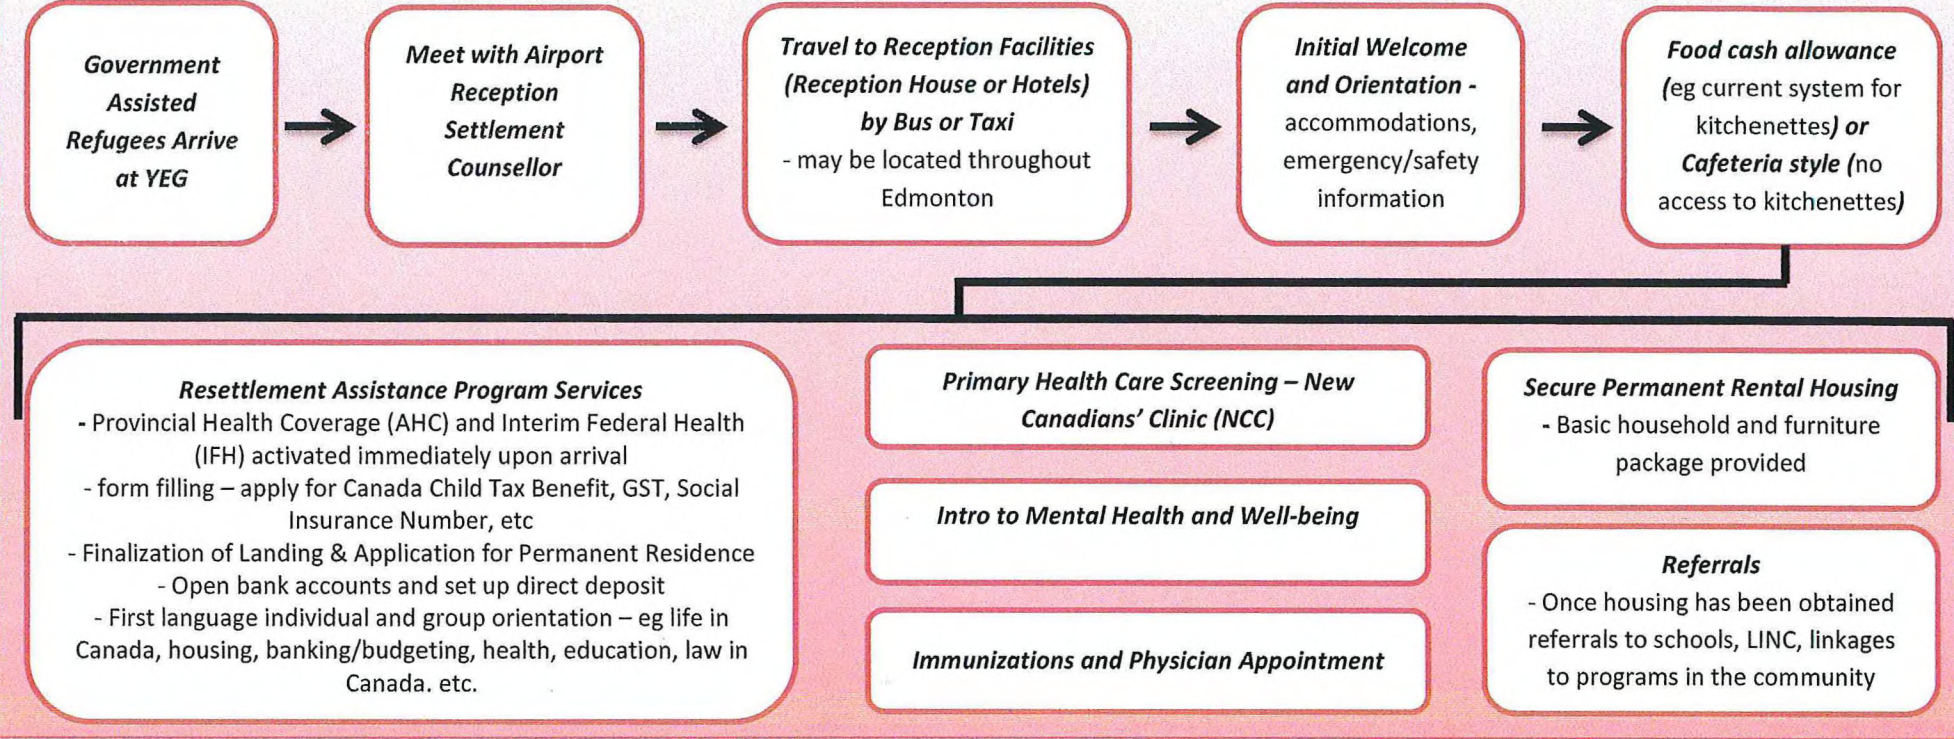 Government
Assisted
Refugees Arrive
at YEG
Meet with Airport
Reception
Settlement
Counsellor
Travel to Reception Facilities
(Reception House or Hotels)
by Bus or Taxi
- may be located throughout
Edmonton
Initial Welcome
and Orientation -
accommodations,
emergency/safety
information
Food cash allowance
(eg current system for
kitchenettes) or
Cafeteria style (no
access to kitchenettes)
Resettlement Assistance Program Services
- Provincial Health Coverage (AHC) and Interim Federal Health
(IFH) activated immediately upon arrival
- form filling – apply for Canada Child Tax Benefit, GST, Social
Insurance Number, etc
- Finalization of Landing & Application for Permanent Residence
- Open bank accounts and set up direct deposit
- First language individual and group orientation – eg life in
Canada, housing, banking/budgeting, health, education, law in
Canada. etc.
Primary Health Care Screening – New
Canadians' Clinic (NCC)
Intro to Mental Health and Well-being
Immunizations and Physician Appointment
Secure Permanent Rental Housing
- Basic household and furniture
package provided
Referrals
- Once housing has been obtained
referrals to schools, LINC, linkages
to programs in the community